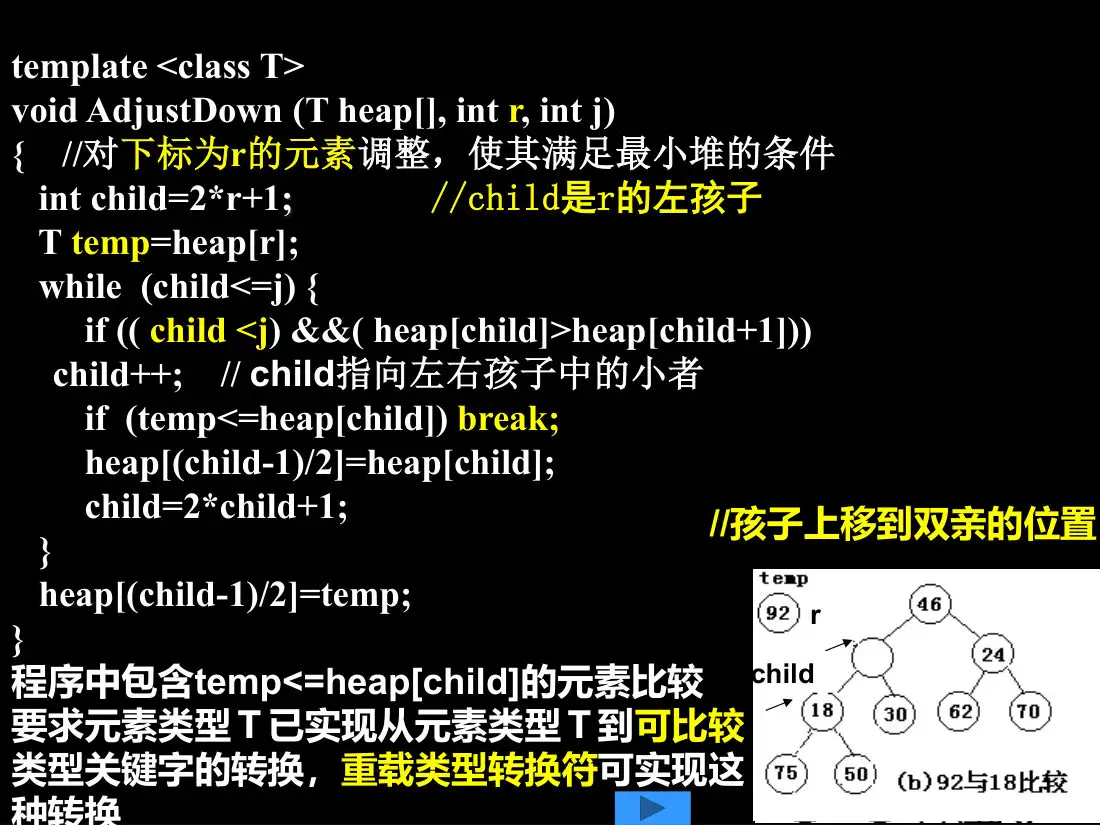 template <class T>
void AdjustDown (T heap[], int r, int j)
{ //对下标为r的元素调整，使其满足最小堆的条件
int child=2*r+1; //child是r的左孩子
T temp=heap[r];
while (child<=j) {
if (( child <j) &&( heap[child]>heap[child+1]))
child++; // child指向左右孩子中的小者
if (temp<=heap[child]) break;
heap[(child-1)/2]=heap[child];
child=2*child+1;
//孩子上移到双亲的位置
}
heap[(child-1)/2]=temp;
}
程序中包含temp<=heap[child]的元素比较
要求元素类型T已实现从元素类型T到可比较
类型关键字的转换，重载类型转换符可实现这
种转换
temp
92 r
46
24
child
18 30 62 70
75 50
(b)92与18比较